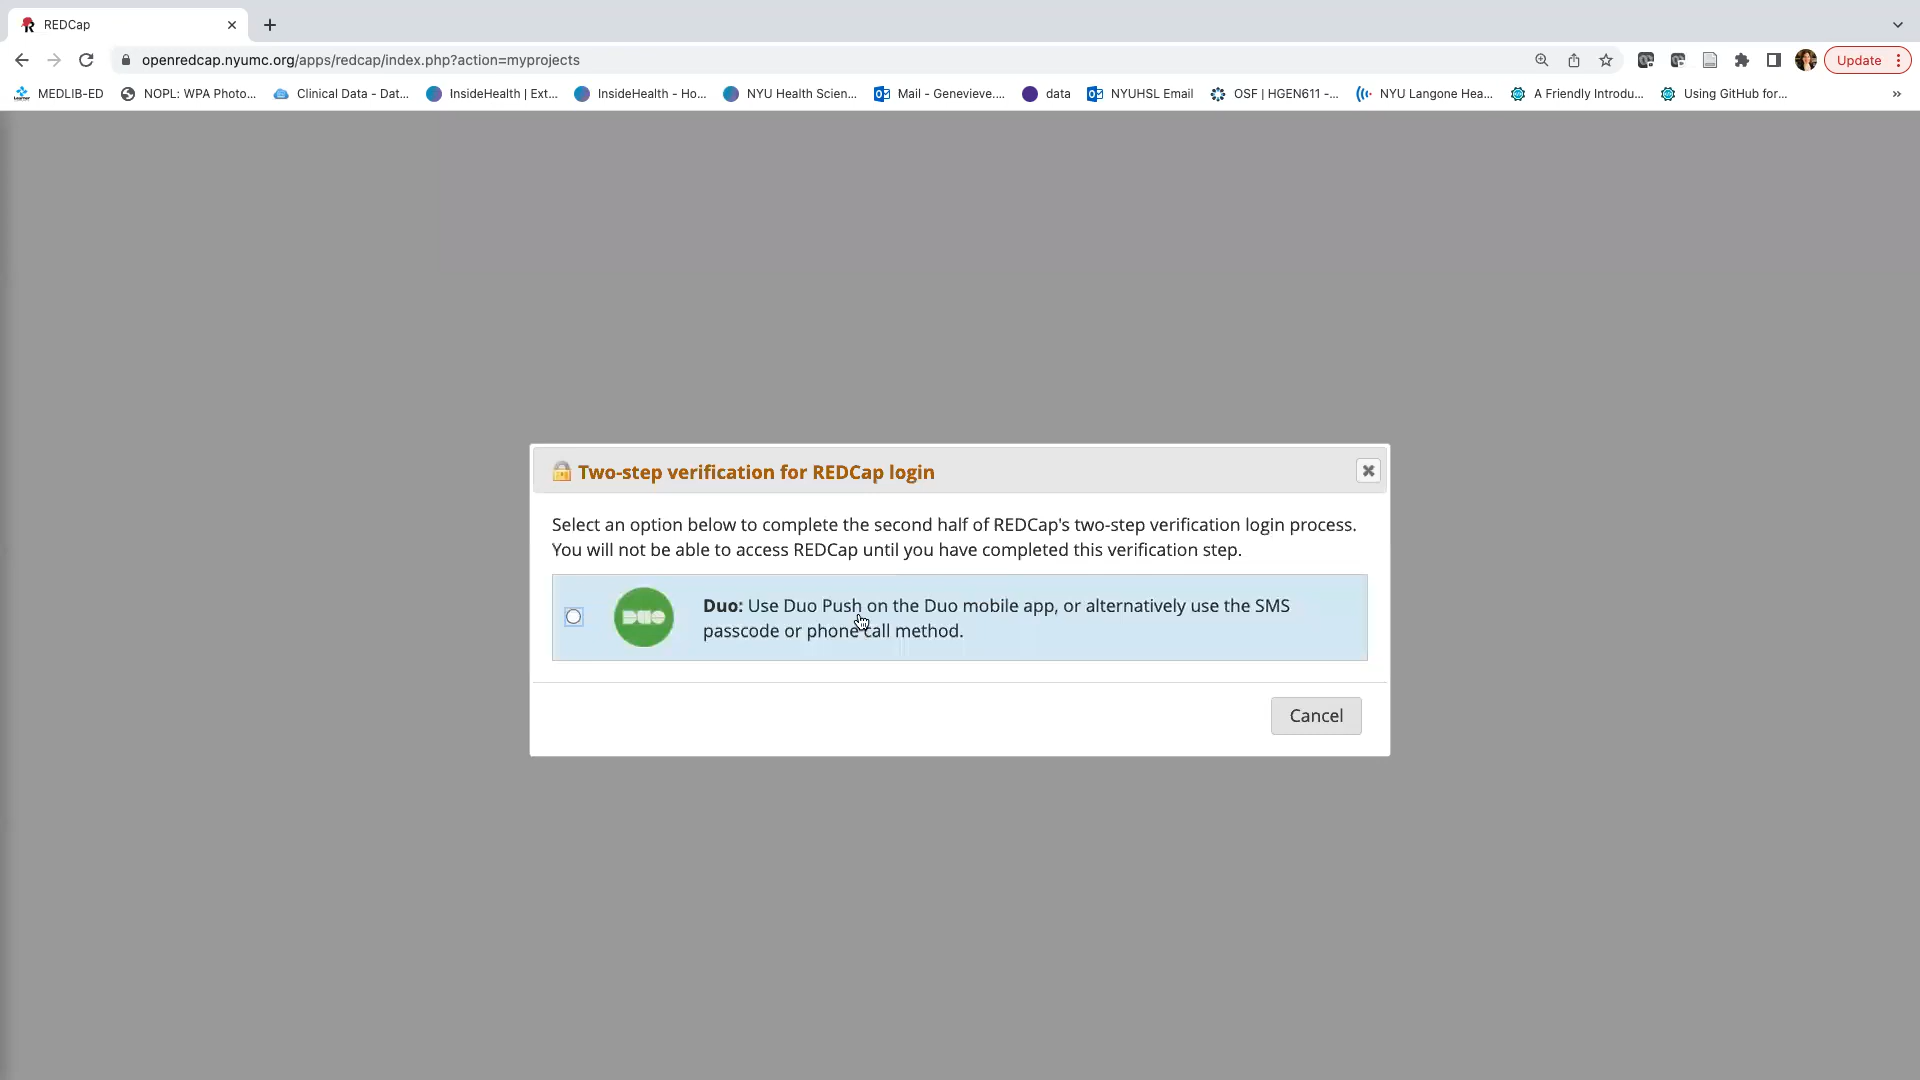 REDCap
openredcap.nyumc.org/apps/redcap/index.php?action=myprojects
Update
MEDLIB-ED
NOPL: WPA Photo...
Clinical Data - Dat...
InsideHealth | Ext...
InsideHealth - Ho...
NYU Health Scien...
Mail - Genevieve....
data
NYUHSL Email
OSF | HGEN611 -...
NYU Langone Hea...
A Friendly Introdu...
Using GitHub for...
Two-step verification for REDCap login
Select an option below to complete the second half of REDCap's two-step verification login process.
You will not be able to access REDCap until you have completed this verification step.
DUO
Duo: Use Duo Push on the Duo mobile app, or alternatively use the SMS
passcode or phone call method.
Cancel